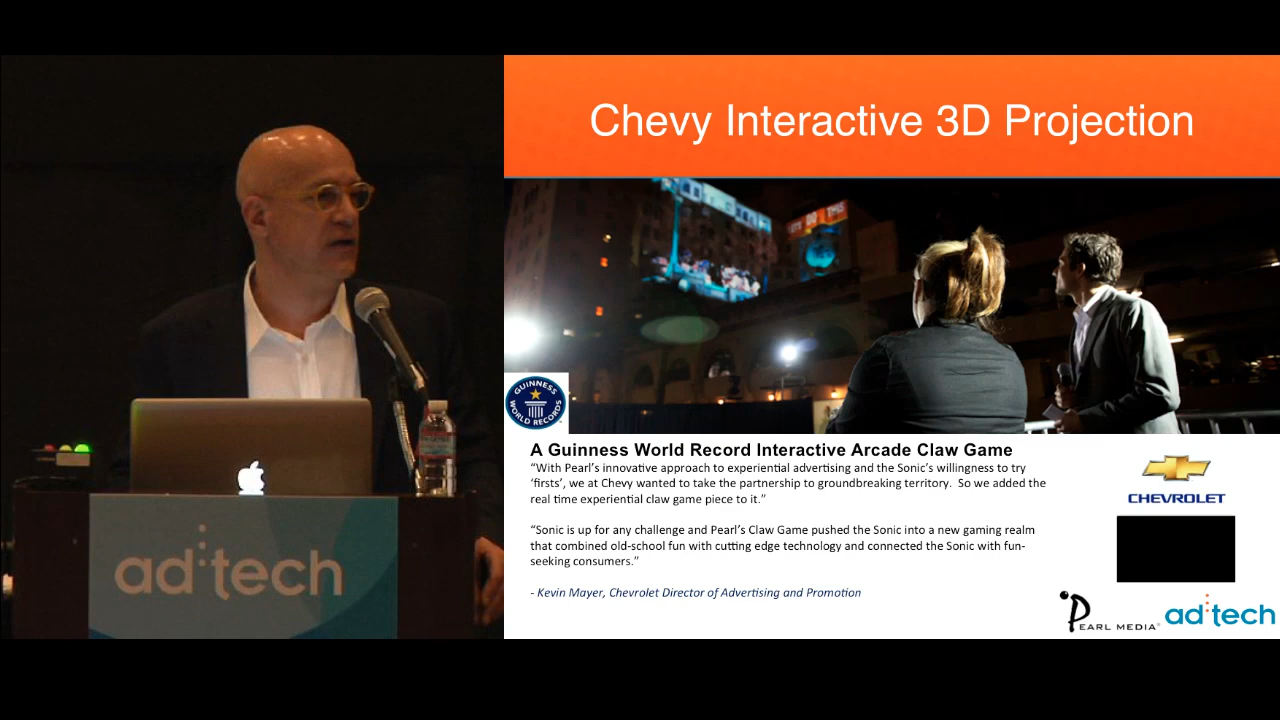 Chevy Interactive 3D Projection
LET'S DO THIS
GUINNESS
WORLD RECORDS
A Guinness World Record Interactive Arcade Claw Game
“With Pearl’s innovative approach to experiential advertising and the Sonic’s willingness to try
‘firsts’, we at Chevy wanted to take the partnership to groundbreaking territory.  So we added the
real time experiential claw game piece to it.”
“Sonic is up for any challenge and Pearl’s Claw Game pushed the Sonic into a new gaming realm
that combined old-school fun with cutting edge technology and connected the Sonic with fun-
seeking consumers.”
- Kevin Mayer, Chevrolet Director of Advertising and Promotion
CHEVROLET
PEARL MEDIA
ad:tech
ad:tech